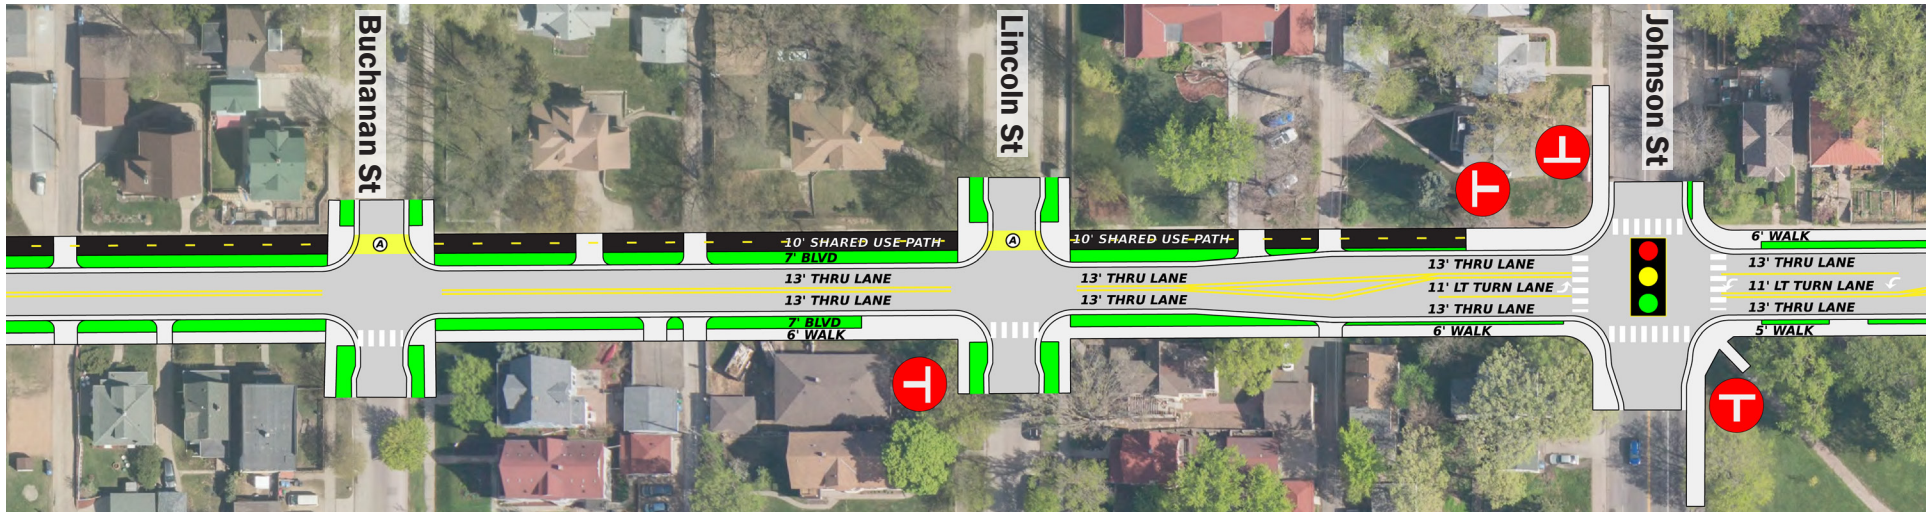 Buchanan St
Lincoln St
Johnson St
T
T
A
A
10' SHARED USE PATH
10' SHARED USE PATH
6' WALK
7' BLVD
13' THRU LANE
13' THRU LANE
13' THRU LANE
13' THRU LANE
11' LT TURN LANE
11' LT TURN LANE
13' THRU LANE
13' THRU LANE
13' THRU LANE
13' THRU LANE
7' BLVD
6' WALK
6' WALK
5' WALK
T
T